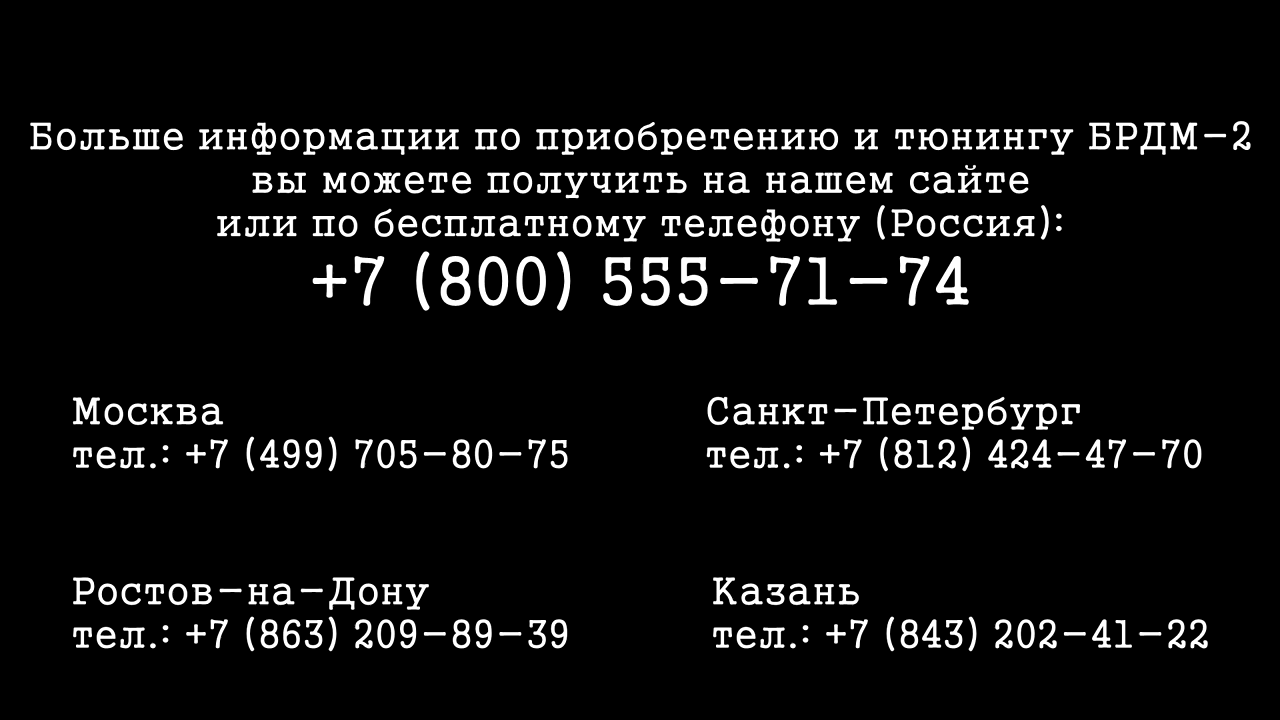 Больше информации по приобретению и тюнингу БРДМ-2
вы можете получить на нашем сайте
или по бесплатному телефону (Россия):
+7 (800) 555-71-74
Москва
тел.: +7 (499) 705-80-75
Санкт-Петербург
тел.: +7 (812) 424-47-70
Ростов-на-Дону
тел.: +7 (863) 209-89-39
Казань
тел.: +7 (843) 202-41-22